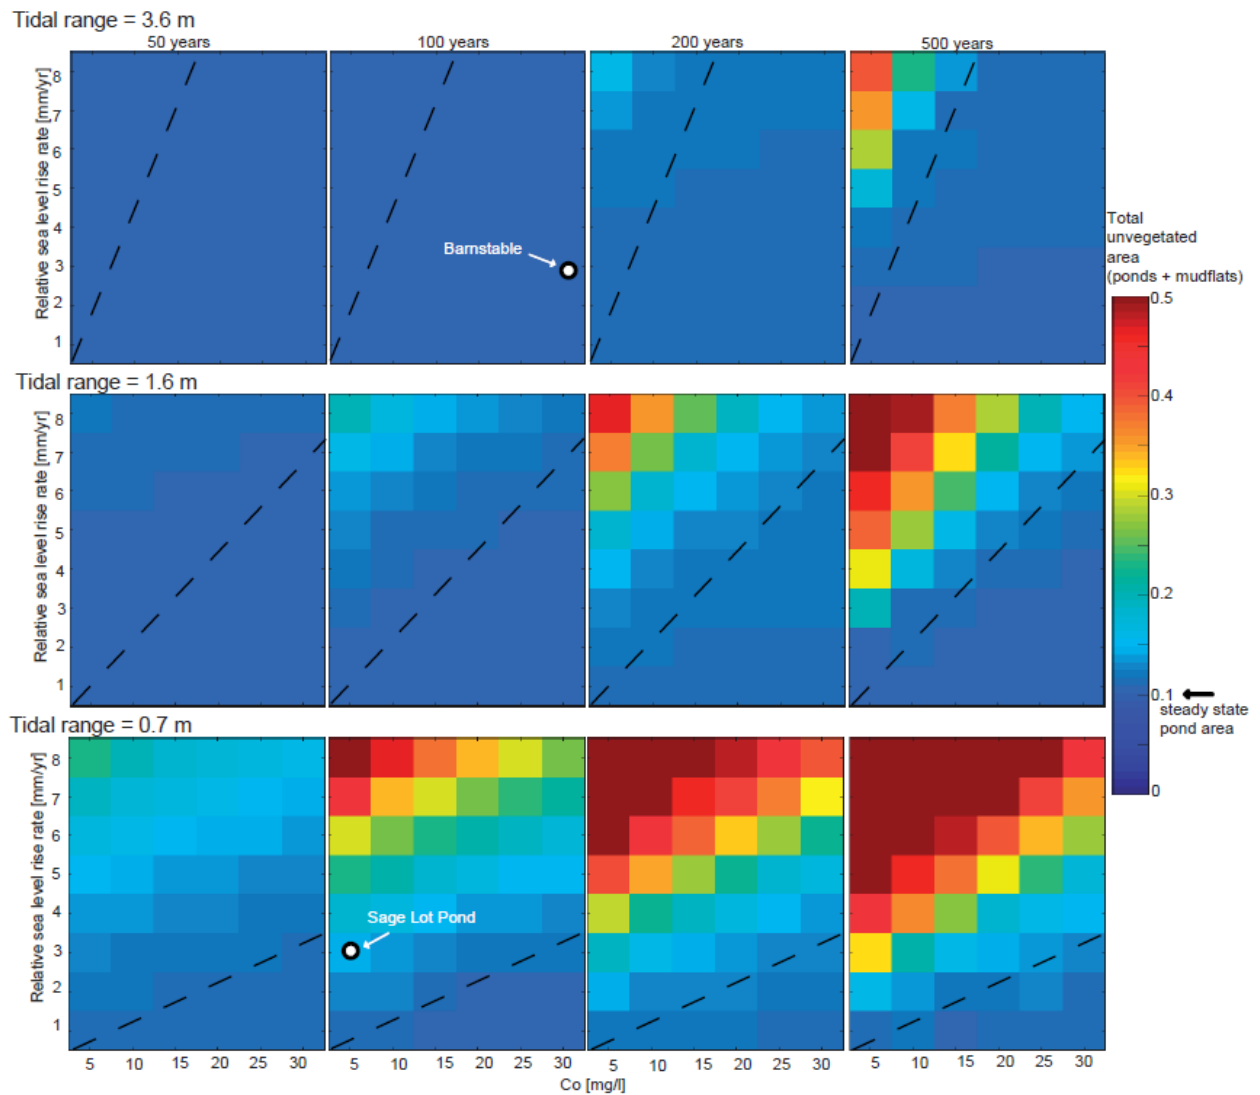 Tidal range = 3.6 m
50 years
100 years
200 years
500 years
Relative sea level rise rate [mm/yr]
8
7
6
5
4
3
2
1
Barnstable
Total
unvegetated
area
(ponds + mudflats)
0.5
0.4
0.3
0.2
0.1
steady state
pond area
0
Tidal range = 1.6 m
Relative sea level rise rate [mm/yr]
8
7
6
5
4
3
2
1
Tidal range = 0.7 m
Relative sea level rise rate [mm/yr]
8
7
6
5
4
3
2
1
Sage Lot Pond
5 10 15 20 25 30 5 10 15 20 25 30 5 10 15 20 25 30 5 10 15 20 25 30
Co [mg/l]